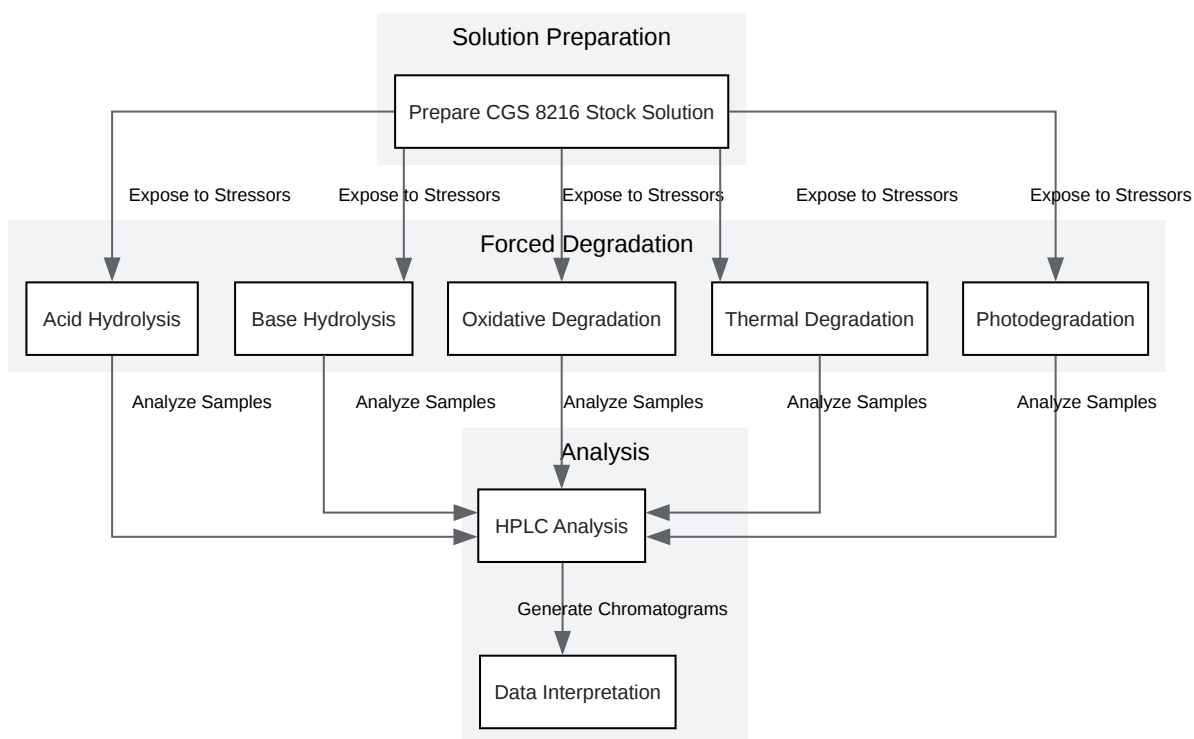 Solution Preparation
Prepare CGS 8216 Stock Solution
Expose to Stressors
Expose to Stressors
Expose to Stressors
Expose to Stressors
Expose to Stressors
Forced Degradation
Acid Hydrolysis
Base Hydrolysis
Oxidative Degradation
Thermal Degradation
Photodegradation
Analyze Samples
Analyze Samples
Analyze Samples
Analyze Samples
Analyze Samples
Analysis
HPLC Analysis
Generate Chromatograms
Data Interpretation